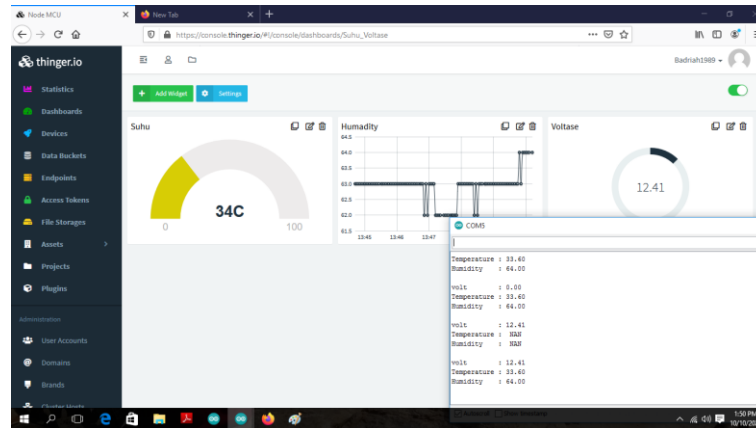 Node MCU
New Tab
https://console.thinger.io/#!/console/dashboards/Suhu_Voltase
thinger.io
Badriah1989
Statistics
Dashboards
Devices
Data Buckets
Endpoints
Access Tokens
File Storages
Assets
Projects
Plugins
Administration
User Accounts
Domains
Brands
Cluster Hosts
+ Add Widget
Settings
Suhu
34C
0
100
Humadity
64.5
64.0
63.5
63.0
62.5
62.0
61.5
13:45
13:46
13:47
Voltase
12.41
COM5
Temperature : 33.60
Humidity : 64.00
volt : 0.00
Temperature : 33.60
Humidity : 64.00
volt : 12.41
Temperature : NAN
Humidity : NAN
volt : 12.41
Temperature : 33.60
Humidity : 64.00
1:50 PM